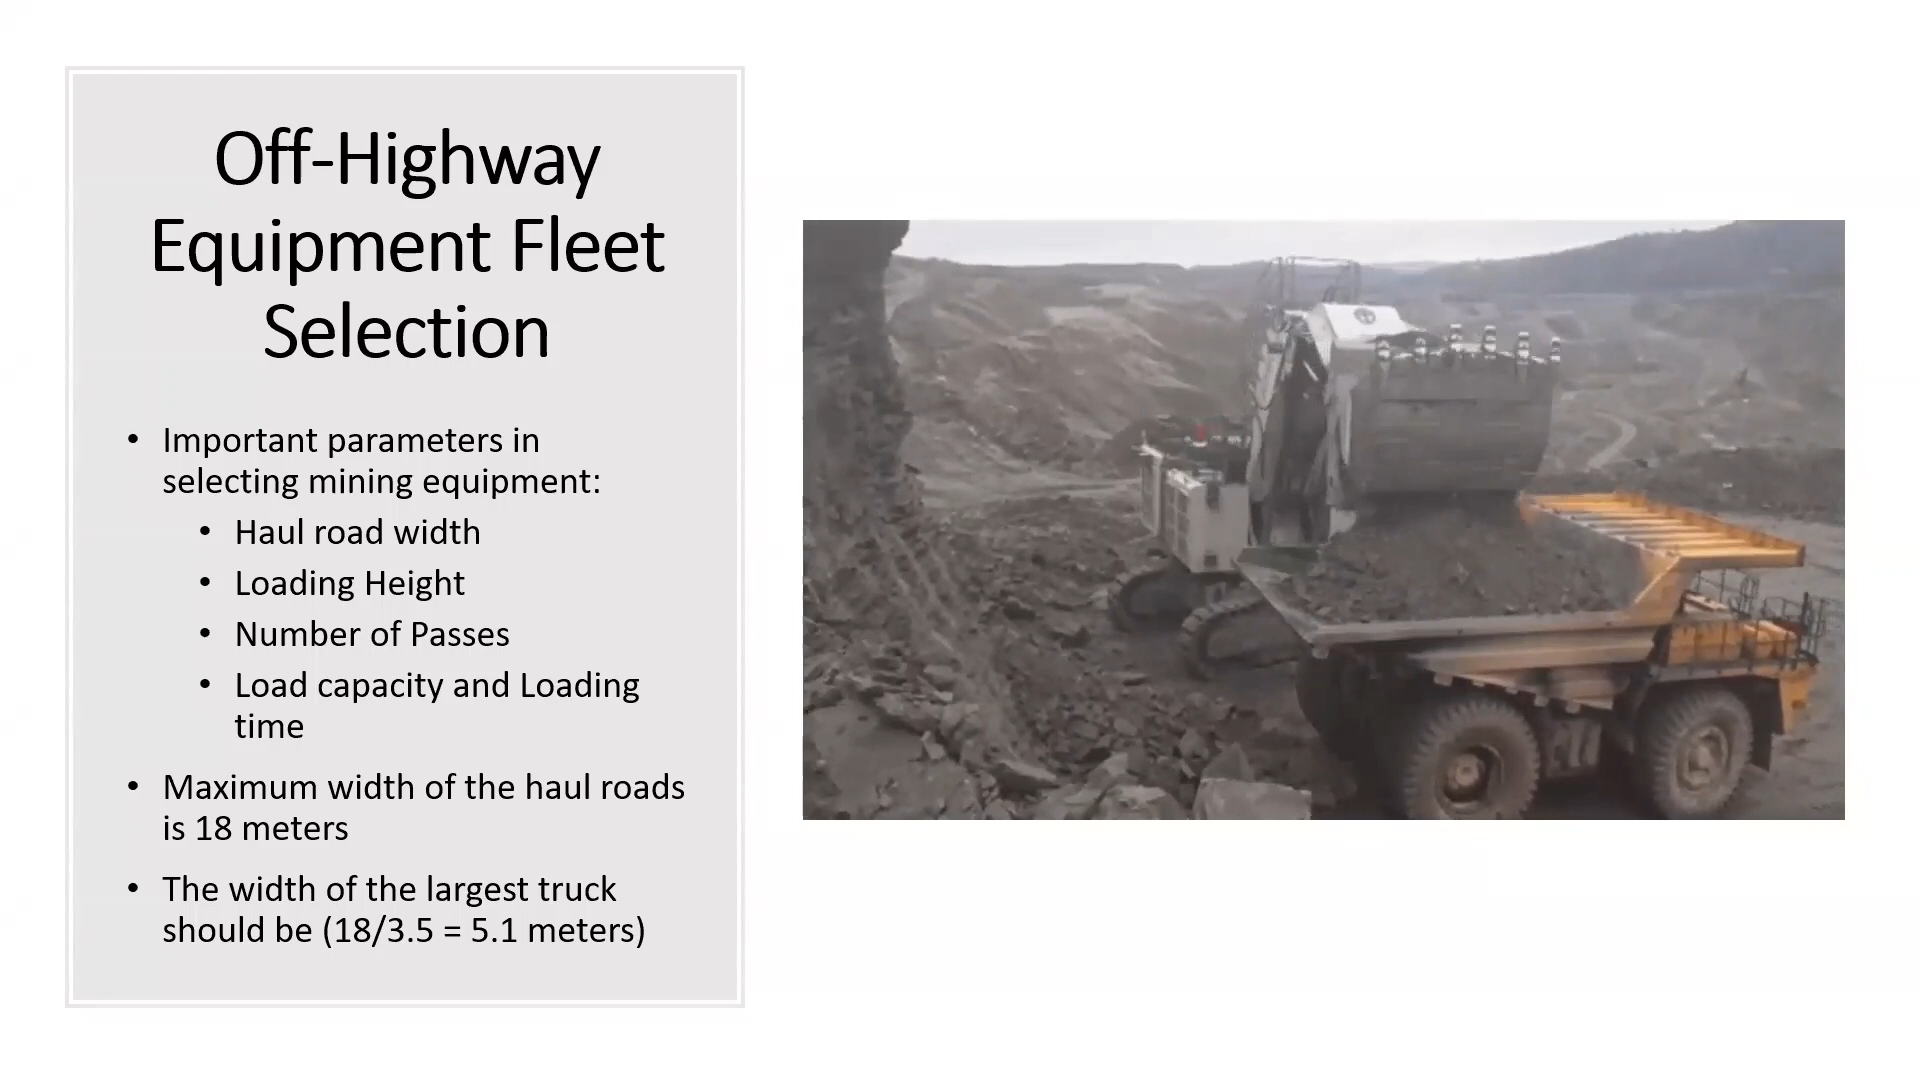 Off-Highway
Equipment Fleet
Selection
• Important parameters in
selecting mining equipment:
• Haul road width
• Loading Height
• Number of Passes
• Load capacity and Loading
time
• Maximum width of the haul roads
is 18 meters
• The width of the largest truck
should be (18/3.5 = 5.1 meters)